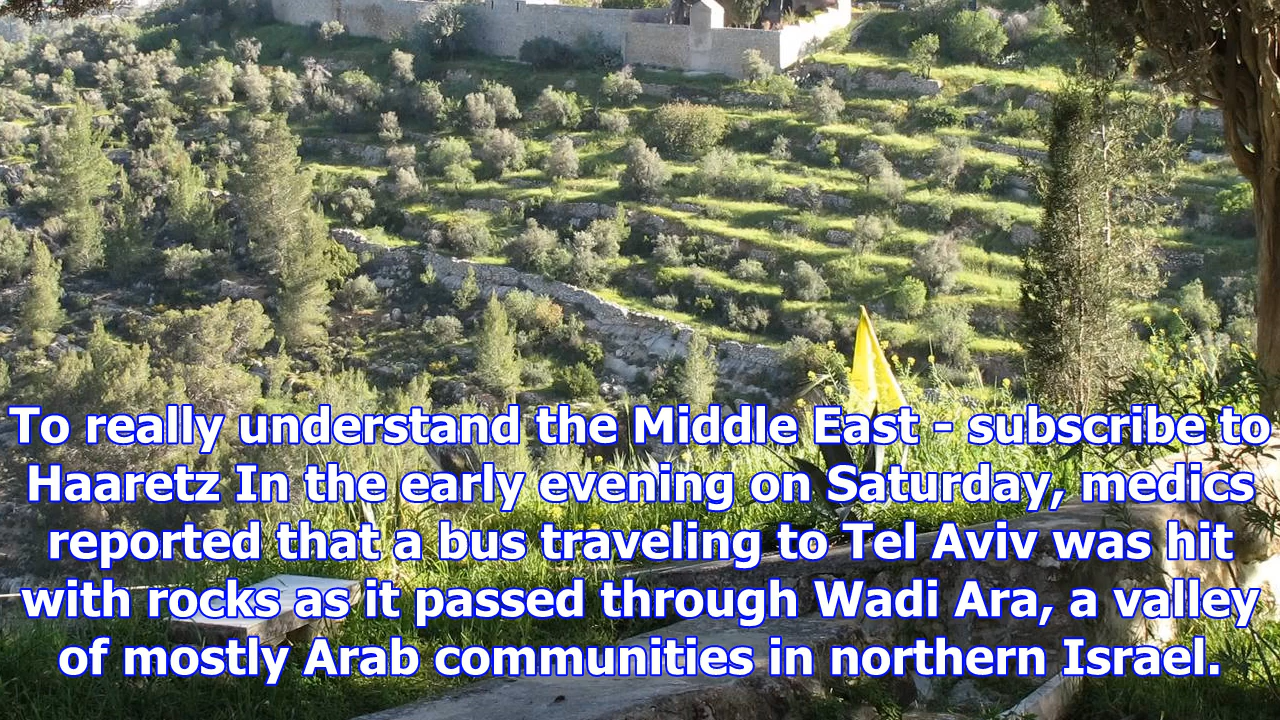 To really understand the Middle East - subscribe to
Haaretz In the early evening on Saturday, medics
reported that a bus traveling to Tel Aviv was hit
with rocks as it passed through Wadi Ara, a valley
of mostly Arab communities in northern Israel.